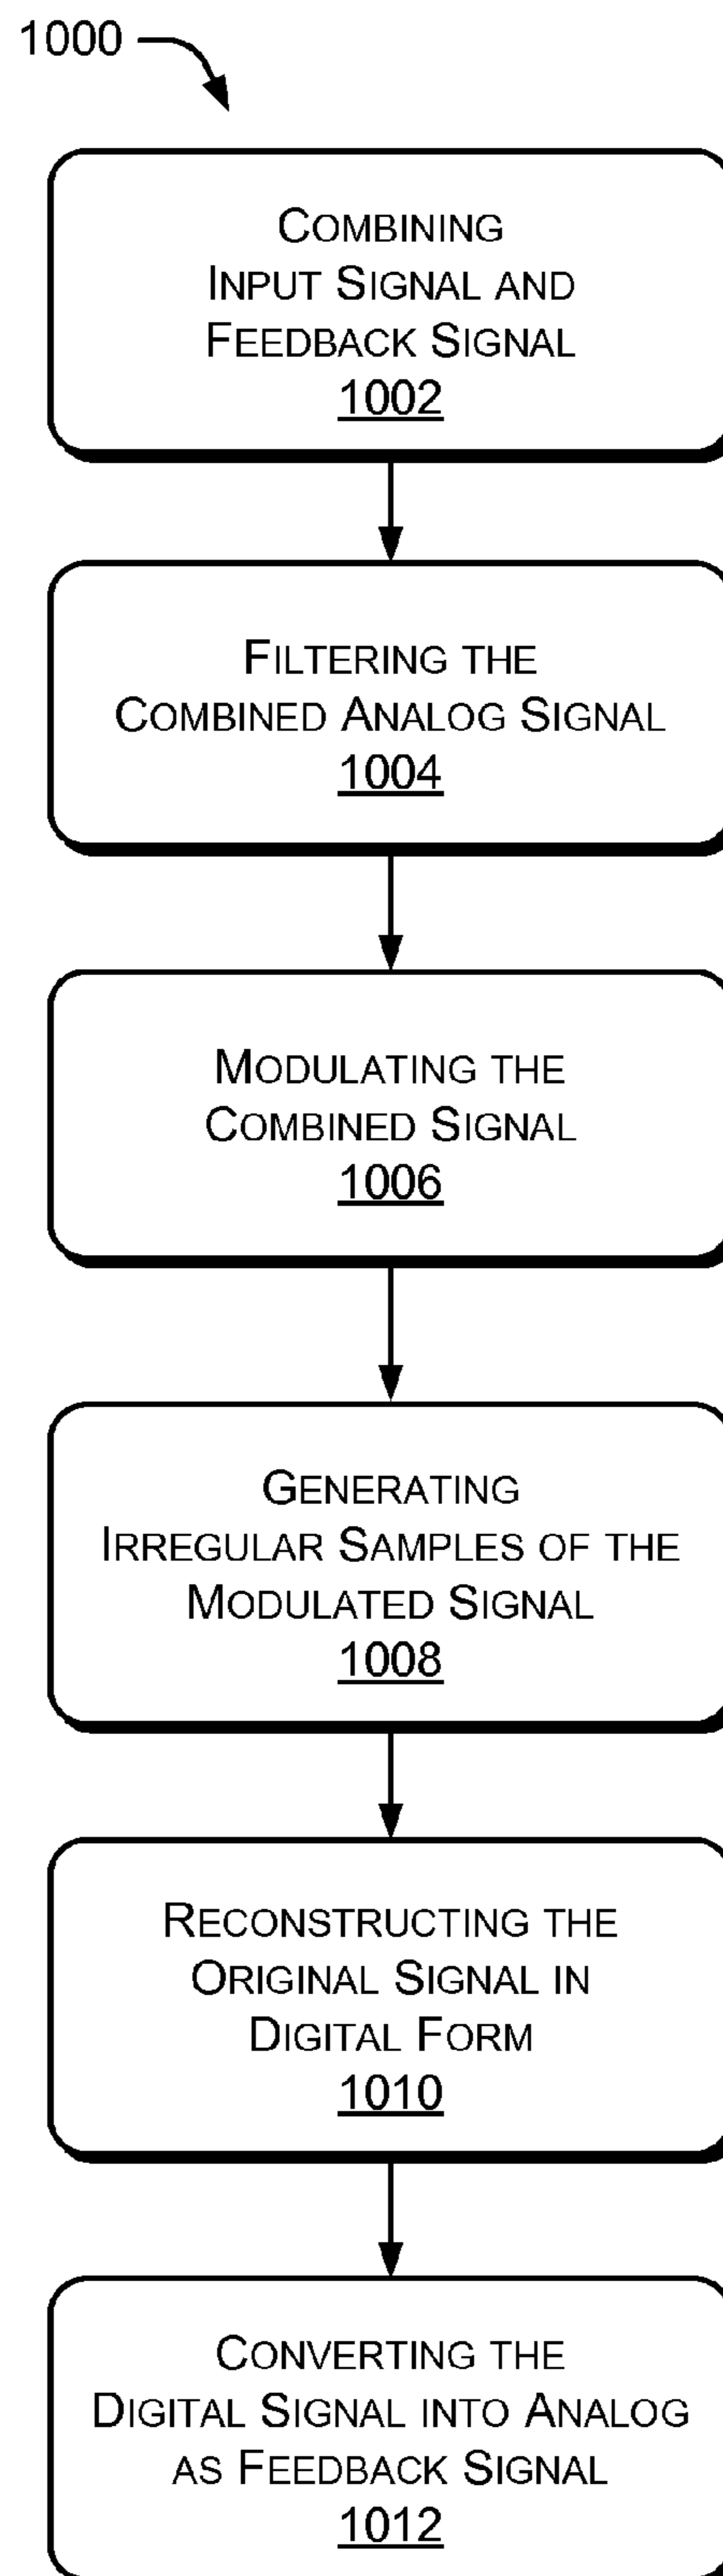 1000
COMBINING
INPUT SIGNAL AND
FEEDBACK SIGNAL
1002
FILTERING THE
COMBINED ANALOG SIGNAL
1004
MODULATING THE
COMBINED SIGNAL
1006
GENERATING
IRREGULAR SAMPLES OF THE
MODULATED SIGNAL
1008
RECONSTRUCTING THE
ORIGINAL SIGNAL IN
DIGITAL FORM
1010
CONVERTING THE
DIGITAL SIGNAL INTO ANALOG
AS FEEDBACK SIGNAL
1012